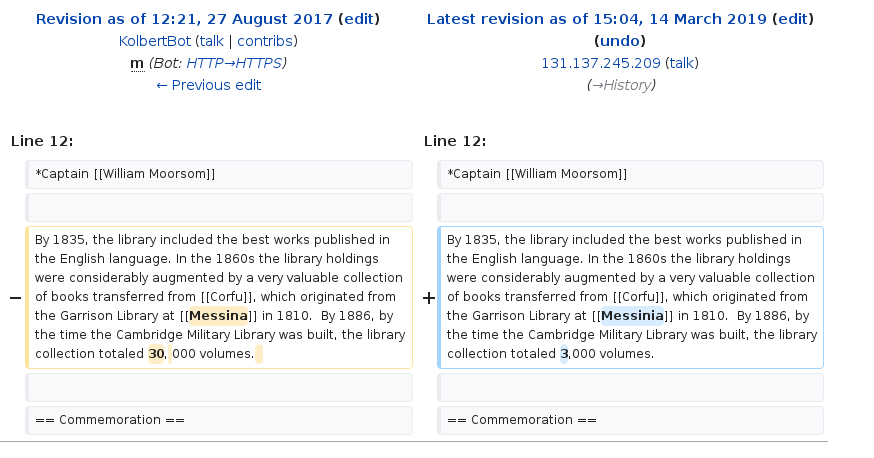 Revision as of 12:21, 27 August 2017 (edit)
KolbertBot (talk | contribs)
m (Bot: HTTP→HTTPS)
← Previous edit
Latest revision as of 15:04, 14 March 2019 (edit)
(undo)
131.137.245.209 (talk)
(→History)
Line 12:
Line 12:
*Captain [[William Moorsom]]
*Captain [[William Moorsom]]
− By 1835, the library included the best works published in
the English language. In the 1860s the library holdings
were considerably augmented by a very valuable collection
of books transferred from [[Corfu]], which originated from
the Garrison Library at [[Messina]] in 1810.  By 1886, by
the time the Cambridge Military Library was built, the library
collection totaled 30, 000 volumes.
+ By 1835, the library included the best works published in
the English language. In the 1860s the library holdings
were considerably augmented by a very valuable collection
of books transferred from [[Corfu]], which originated from
the Garrison Library at [[Messinia]] in 1810.  By 1886, by
the time the Cambridge Military Library was built, the library
collection totaled 3,000 volumes.
== Commemoration ==
== Commemoration ==